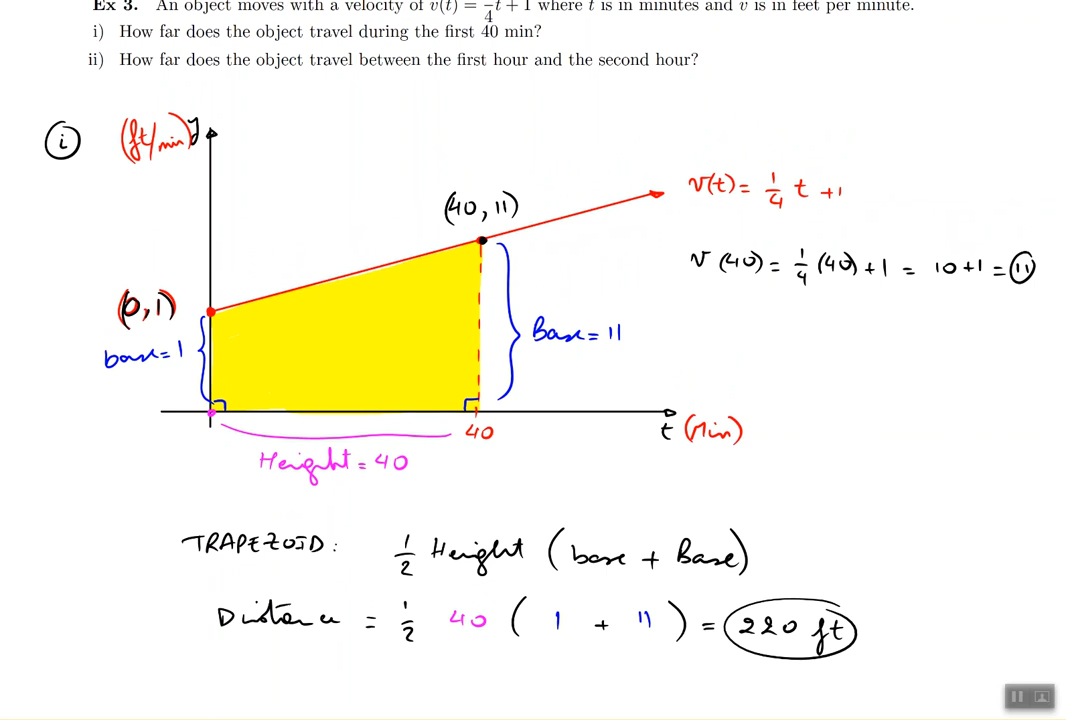 Ex 3. An object moves with a velocity of v(t) = 1/4 t + 1 where t is in minutes and v is in feet per minute.
i) How far does the object travel during the first 40 min?
ii) How far does the object travel between the first hour and the second hour?
i (ft/min) y
(40, 11)
v(t) = 1/4 t + 1
v(40) = 1/4 (40) + 1 = 10 + 1 = 11
(0, 1)
base = 1
Base = 11
40
t (Min)
Height = 40
TRAPEZOID: 1/2 Height (base + Base)
Distance = 1/2 40 ( 1 + 11 ) = 220 ft